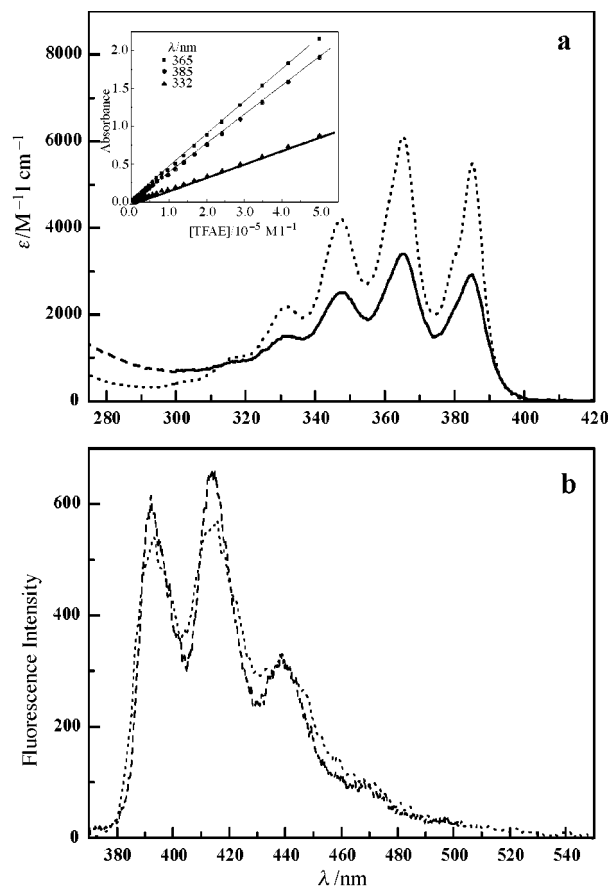 a
λ/nm
365
385
332
2.0
1.5
1.0
0.5
0.0
Absorbance
0.0 1.0 2.0 3.0 4.0 5.0
[TFAE]/10⁻⁵ M1⁻¹
8000
6000
4000
2000
0
ε/M⁻¹l cm⁻¹
280 300 320 340 360 380 400 420
b
600
400
200
0
Fluorescence Intensity
380 400 420 440 460 480 500 520 540
λ/nm